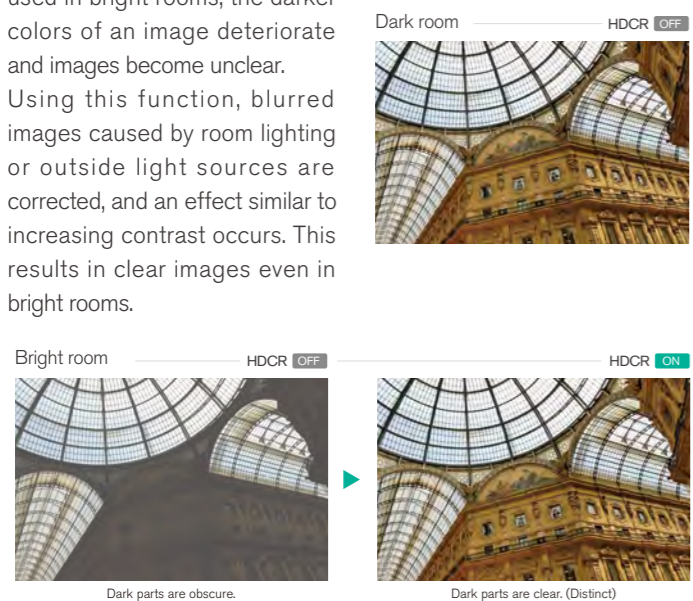 used in bright rooms, the darker
colors of an image deteriorate
and images become unclear.
Using this function, blurred
images caused by room lighting
or outside light sources are
corrected, and an effect similar to
increasing contrast occurs. This
results in clear images even in
bright rooms.
Dark room HDCR OFF
Bright room HDCR OFF HDCR ON
Dark parts are obscure. Dark parts are clear. (Distinct)